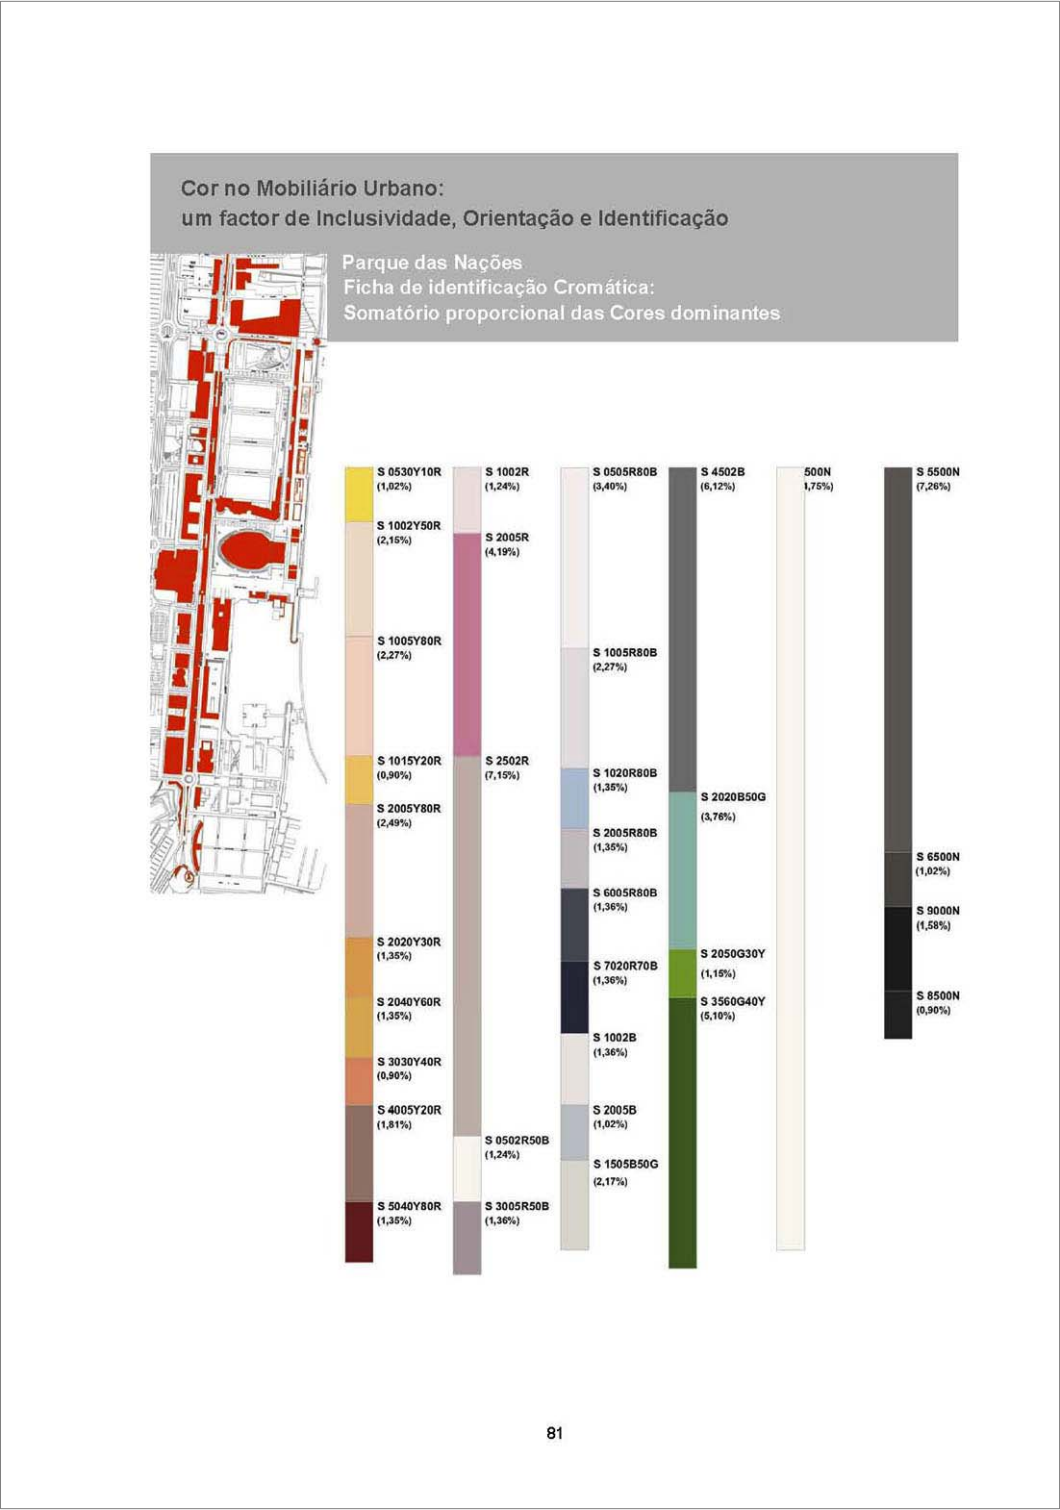 Cor no Mobiliário Urbano:
um factor de Inclusividade, Orientação e Identificação
Parque das Nações
Ficha de identificação Cromática:
Somatório proporcional das Cores dominantes
S 0530Y10R
(1,02%)
S 1002Y50R
(2,15%)
S 1005Y80R
(2,27%)
S 1015Y20R
(0,90%)
S 2005Y80R
(2,49%)
S 2020Y30R
(1,35%)
S 2040Y60R
(1,35%)
S 3030Y40R
(0,90%)
S 4005Y20R
(1,81%)
S 5040Y80R
(1,35%)
S 1002R
(1,24%)
S 2005R
(4,19%)
S 2502R
(7,15%)
S 0502R50B
(1,24%)
S 3005R50B
(1,36%)
S 0505R80B
(3,40%)
S 1005R80B
(2,27%)
S 1020R80B
(1,35%)
S 2005R80B
(1,35%)
S 6005R80B
(1,36%)
S 7020R70B
(1,36%)
S 1002B
(1,36%)
S 2005B
(1,02%)
S 1505B50G
(2,17%)
S 4502B
(6,12%)
S 2020B50G
(3,76%)
S 2050G30Y
(1,15%)
S 3560G40Y
(5,10%)
500N
,75%)
S 5500N
(7,26%)
S 6500N
(1,02%)
S 9000N
(1,58%)
S 8500N
(0,90%)
81